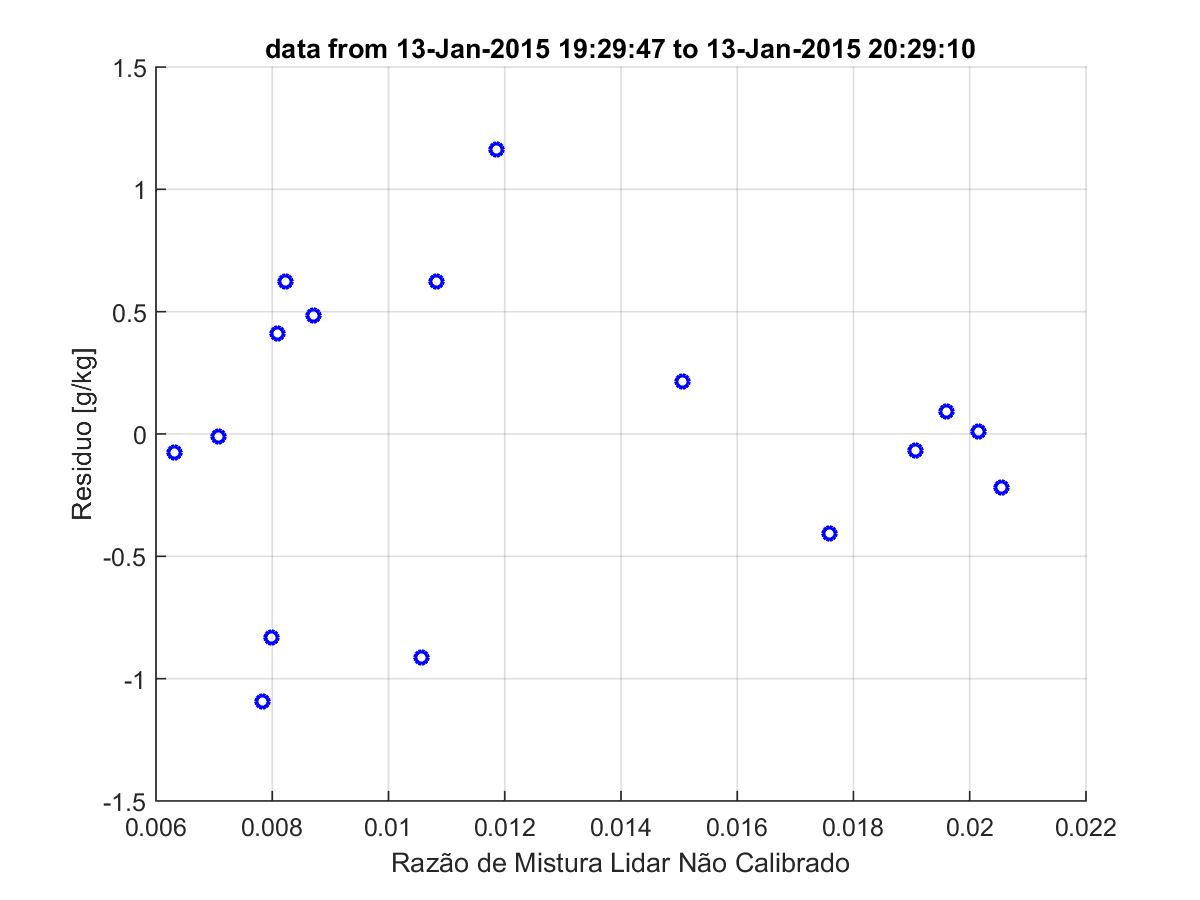 data from 13-Jan-2015 19:29:47 to 13-Jan-2015 20:29:10
1.5
1
0.5
0
-0.5
-1
-1.5
Residuo [g/kg]
0.006 0.008 0.01 0.012 0.014 0.016 0.018 0.02 0.022
Razão de Mistura Lidar Não Calibrado